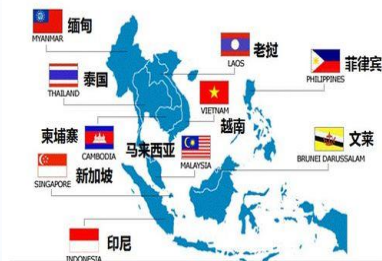 缅甸
MYANMAR
老挝
LAOS
菲律宾
PHILIPPINES
泰国
THAILAND
VIETNAM
越南
柬埔寨
CAMBODIA
马来西亚
MALAYSIA
文莱
BRUNEI DARUSSALAM
新加坡
SINGAPORE
印尼
INDONESIA